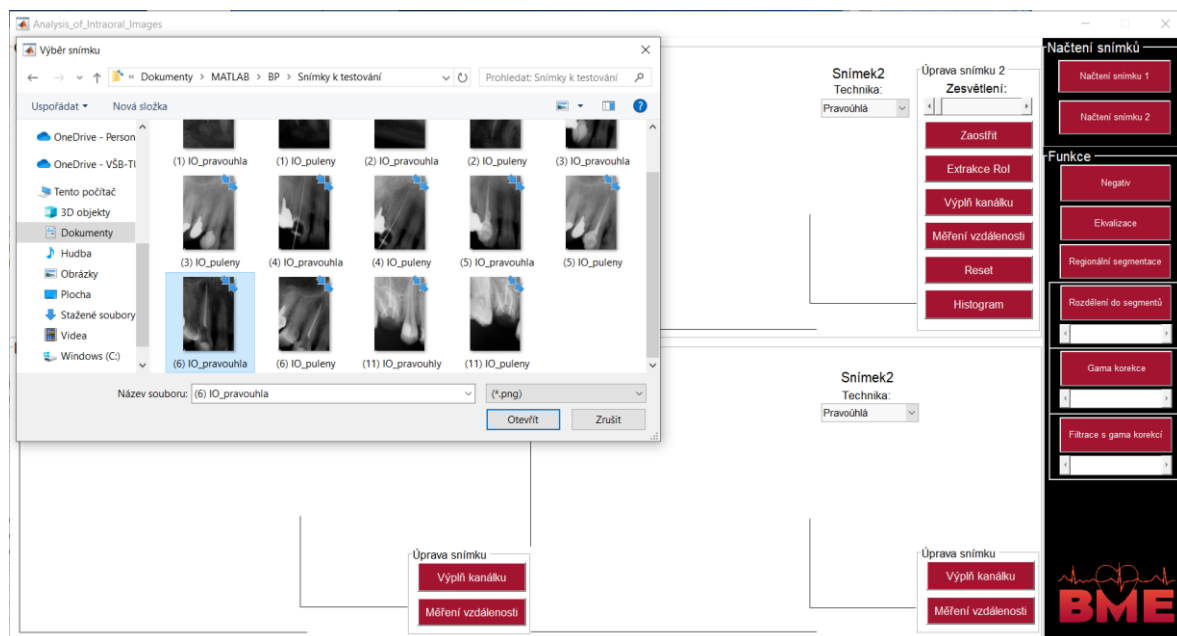 Analysis_of_Intraoral_Images
Výběr snímku
« Dokumenty > MATLAB > BP > Snímky k testování
Prohledat: Snímky k testování
Uspořádat
Nová složka
OneDrive - Person
OneDrive - VŠB-TU
Tento počítač
3D objekty
Dokumenty
Hudba
Obrázky
Plocha
Stažené soubory
Videa
Windows (C:)
(1) IO_pravouhla
(1) IO_puleny
(2) IO_pravouhla
(2) IO_puleny
(3) IO_pravouhla
(3) IO_puleny
(4) IO_pravouhla
(4) IO_puleny
(5) IO_pravouhla
(5) IO_puleny
(6) IO_pravouhla
(6) IO_puleny
(11) IO_pravouhly
(11) IO_puleny
Název souboru:
(6) IO_pravouhla
(*.png)
Otevřít
Zrušit
Snímek2
Technika:
Pravoúhlá
Úprava snímku 2
Zesvětlení:
Zaostřit
Extrakce RoI
Výplň kanálku
Měření vzdálenosti
Reset
Histogram
Snímek2
Technika:
Pravoúhlá
Úprava snímku
Výplň kanálku
Měření vzdálenosti
Úprava snímku
Výplň kanálku
Měření vzdálenosti
Načtení snímků
Načtení snímku 1
Načtení snímku 2
Funkce
Negativ
Ekvalizace
Regionální segmentace
Rozdělení do segmentů
Gama korekce
Filtrace s gama korekcí
BME